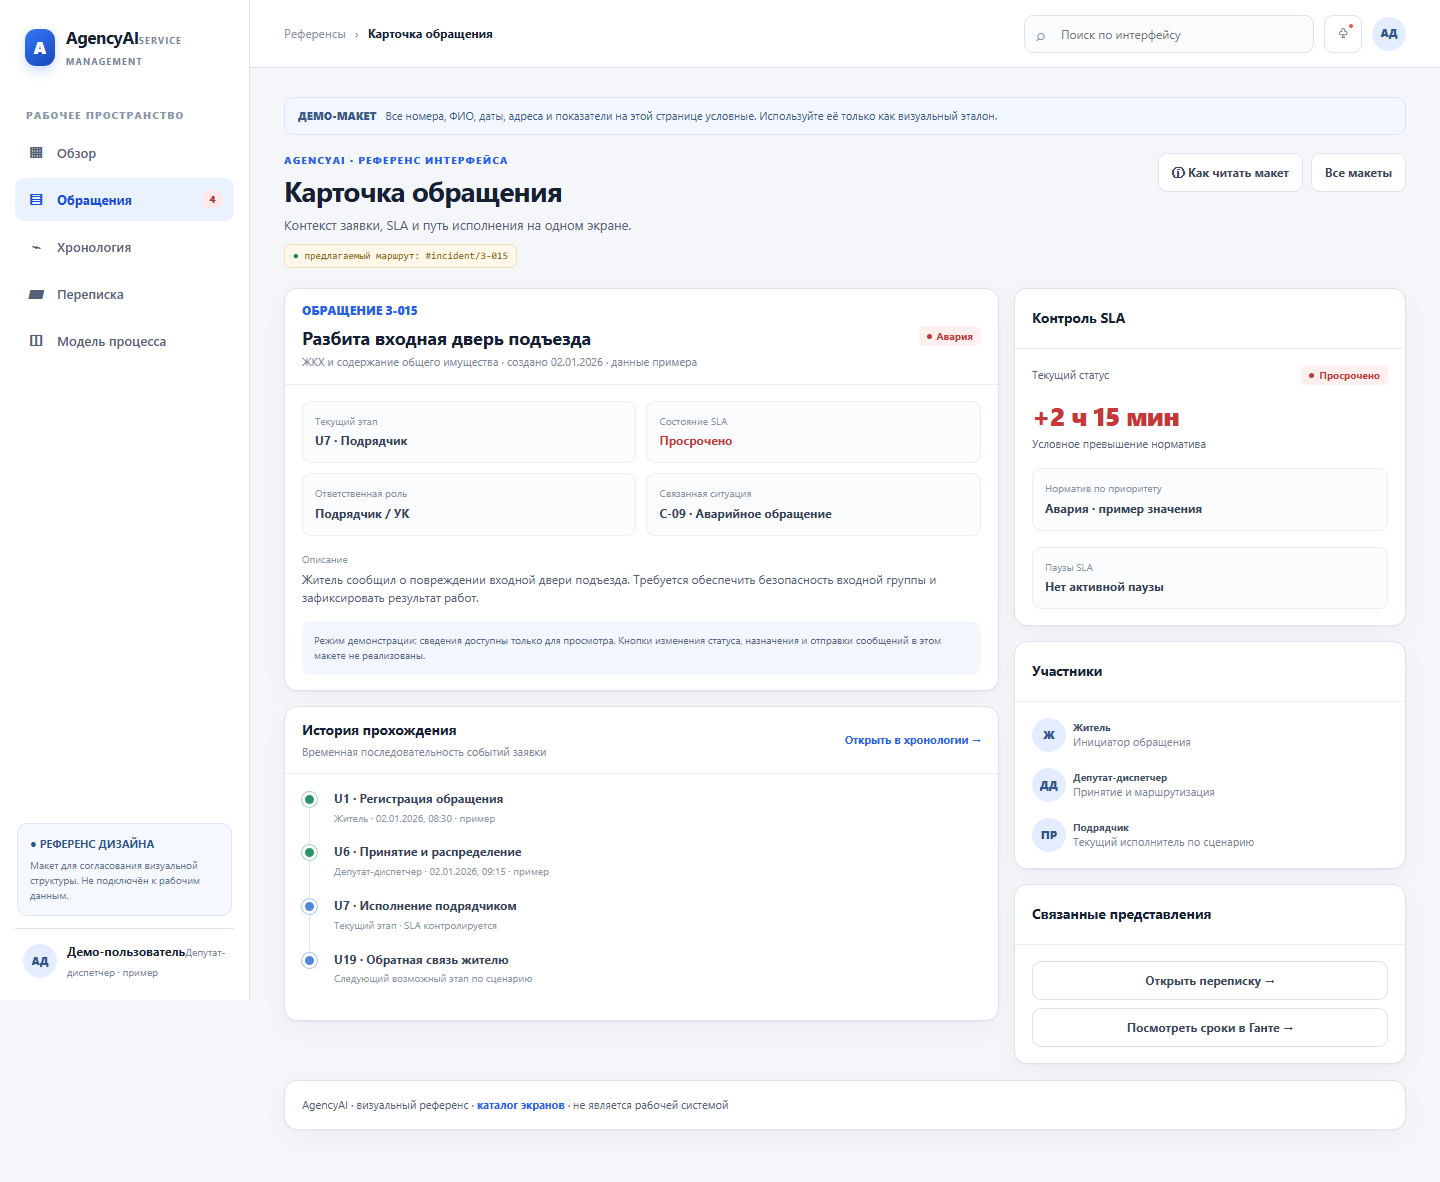 A
AgencyAISERVICE
MANAGEMENT
РАБОЧЕЕ ПРОСТРАНСТВО
Обзор
Обращения
4
Хронология
Переписка
Модель процесса
● РЕФЕРЕНС ДИЗАЙНА
Макет для согласования визуальной
структуры. Не подключён к рабочим
данным.
АД
Демо-пользовательДепутат-
диспетчер · пример
Референсы › Карточка обращения
Поиск по интерфейсу
АД
ДЕМО-МАКЕТ Все номера, ФИО, даты, адреса и показатели на этой странице условные. Используйте её только как визуальный эталон.
AGENCYAI · РЕФЕРЕНС ИНТЕРФЕЙСА
Карточка обращения
Контекст заявки, SLA и путь исполнения на одном экране.
● предлагаемый маршрут: #incident/3-015
ⓘ Как читать макет
Все макеты
ОБРАЩЕНИЕ 3-015
Разбита входная дверь подъезда
ЖКХ и содержание общего имущества · создано 02.01.2026 · данные примера
● Авария
Текущий этап
U7 · Подрядчик
Состояние SLA
Просрочено
Ответственная роль
Подрядчик / УК
Связанная ситуация
С-09 · Аварийное обращение
Описание
Житель сообщил о повреждении входной двери подъезда. Требуется обеспечить безопасность входной группы и
зафиксировать результат работ.
Режим демонстрации: сведения доступны только для просмотра. Кнопки изменения статуса, назначения и отправки сообщений в этом
макете не реализованы.
История прохождения
Временная последовательность событий заявки
Открыть в хронологии →
U1 · Регистрация обращения
Житель · 02.01.2026, 08:30 · пример
U6 · Принятие и распределение
Депутат-диспетчер · 02.01.2026, 09:15 · пример
U7 · Исполнение подрядчиком
Текущий этап · SLA контролируется
U19 · Обратная связь жителю
Следующий возможный этап по сценарию
Контроль SLA
Текущий статус
● Просрочено
+2 ч 15 мин
Условное превышение норматива
Норматив по приоритету
Авария · пример значения
Паузы SLA
Нет активной паузы
Участники
Ж
Житель
Инициатор обращения
ДД
Депутат-диспетчер
Принятие и маршрутизация
ПР
Подрядчик
Текущий исполнитель по сценарию
Связанные представления
Открыть переписку →
Посмотреть сроки в Ганте →
AgencyAI · визуальный референс · каталог экранов · не является рабочей системой